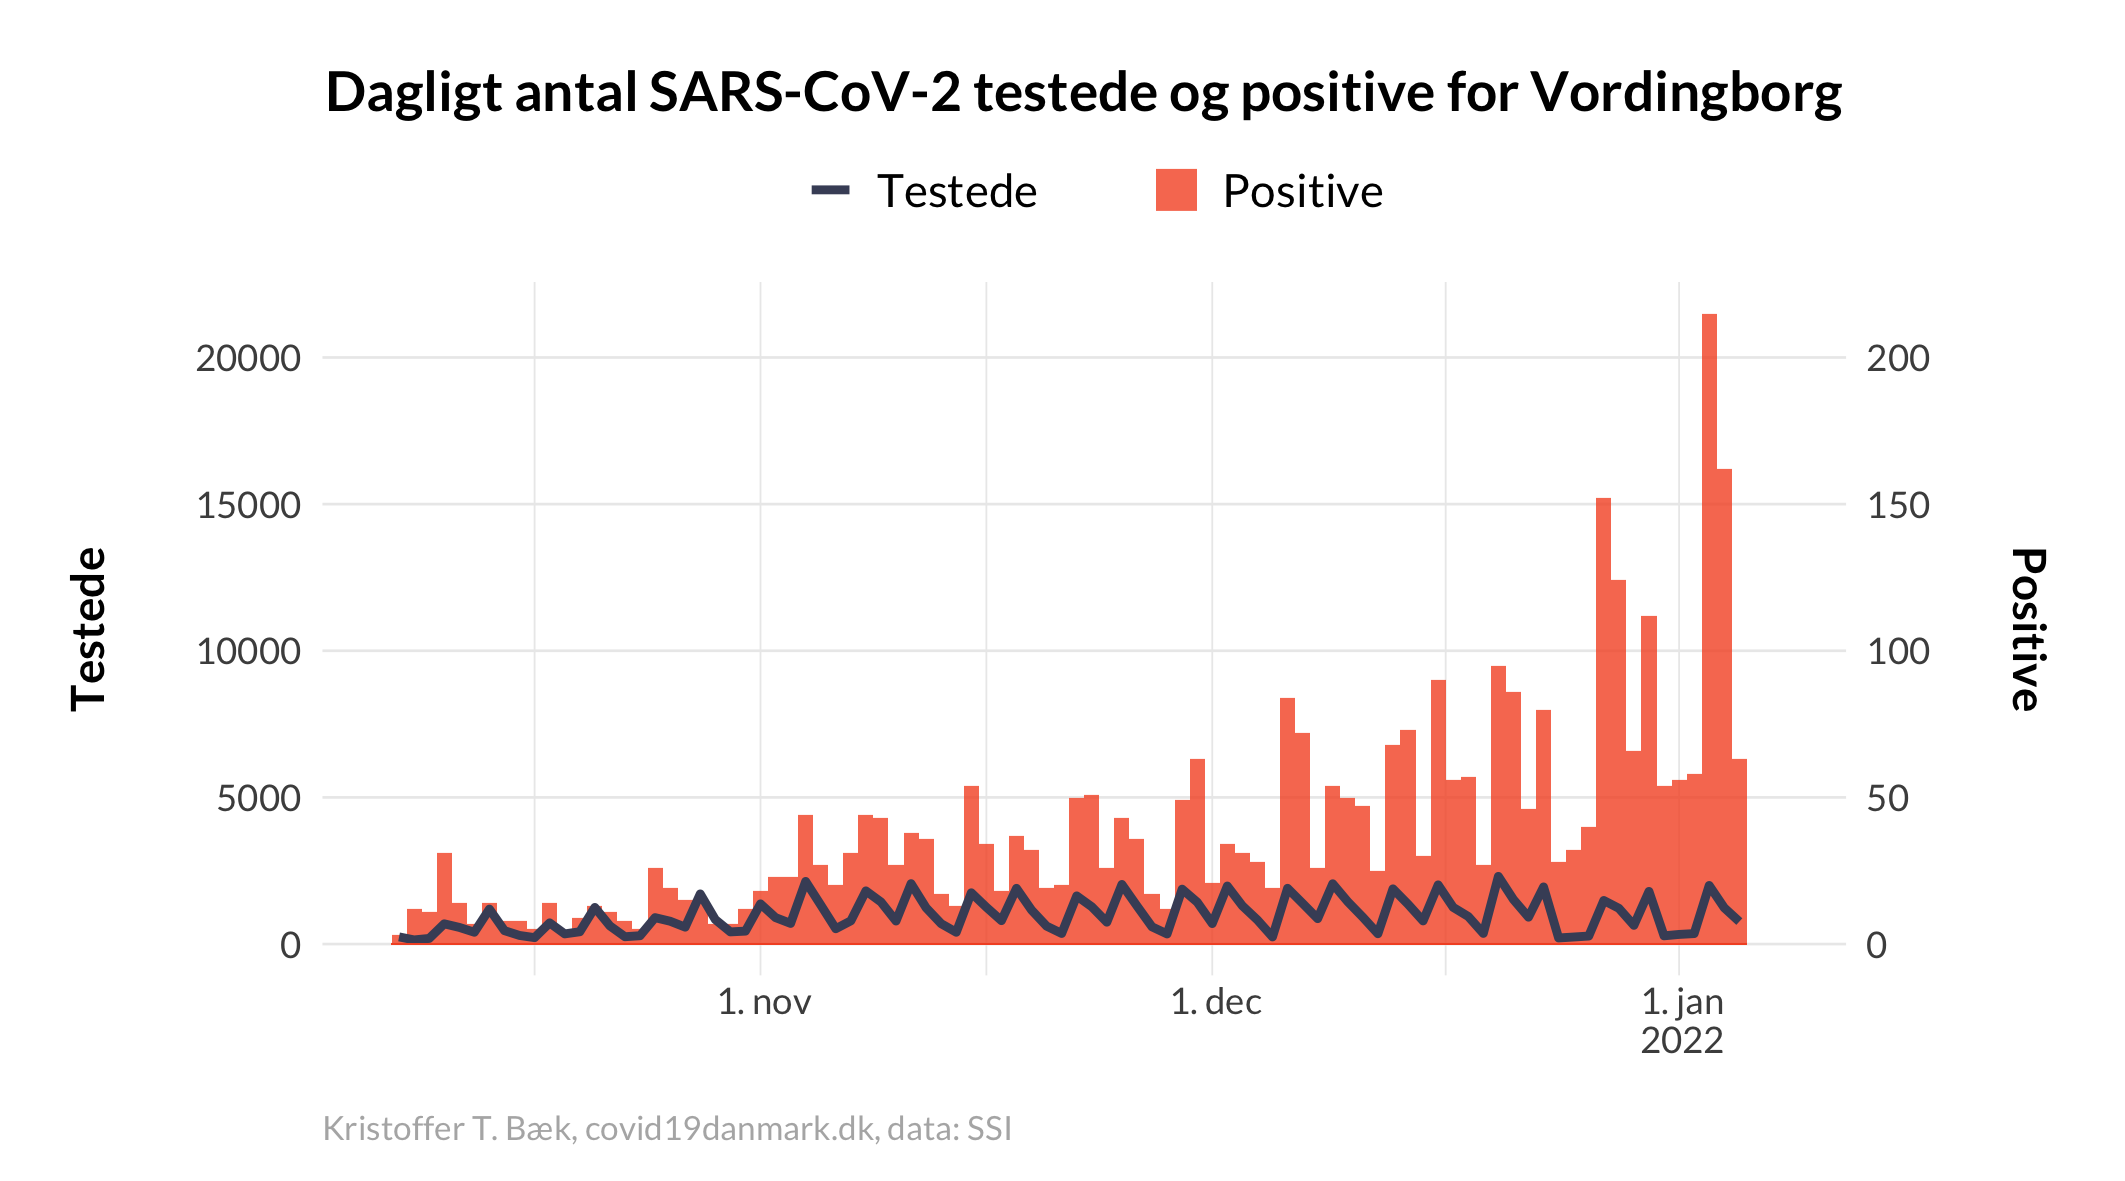 Dagligt antal SARS-CoV-2 testede og positive for Vordingborg
Testede
Positive
20000
15000
10000
5000
0
Testede
200
150
100
50
0
Positive
1. nov
1. dec
1. jan
2022
Kristoffer T. Bæk, covid19danmark.dk, data: SSI